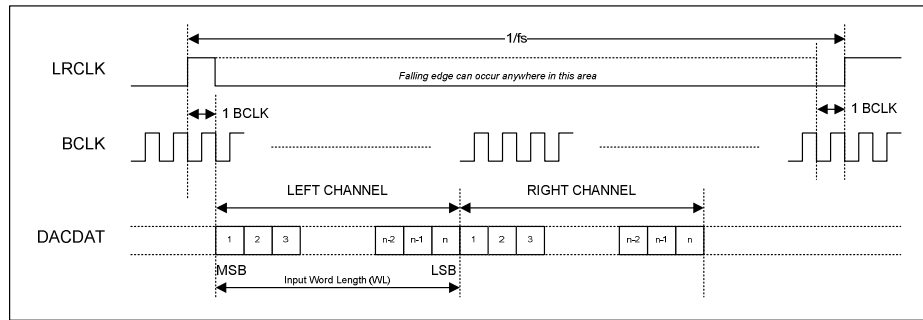 1/fs
LRCLK
Falling edge can occur anywhere in this area
1 BCLK
1 BCLK
BCLK
LEFT CHANNEL
RIGHT CHANNEL
DACDAT
1 2 3 n-2 n-1 n 1 2 3 n-2 n-1 n
MSB LSB
Input Word Length (WL)